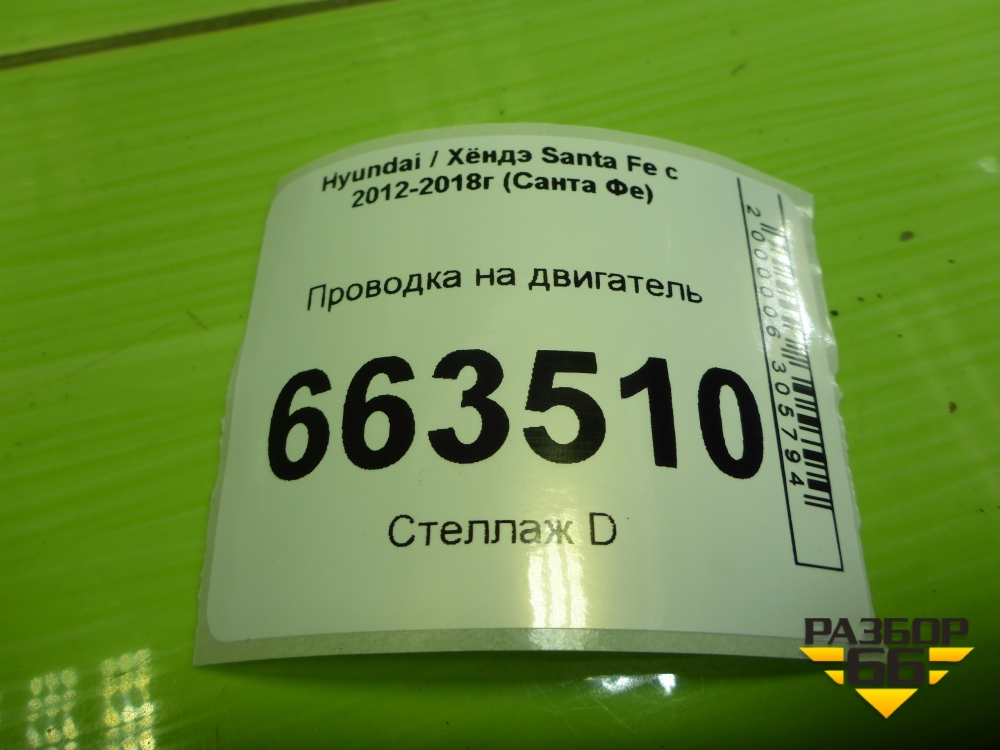 Hyundai / Хёндэ Santa Fe с
2012-2018г (Санта Фе)
Проводка на двигатель
663510
Стеллаж D
2000006305794
РАЗБОР
66